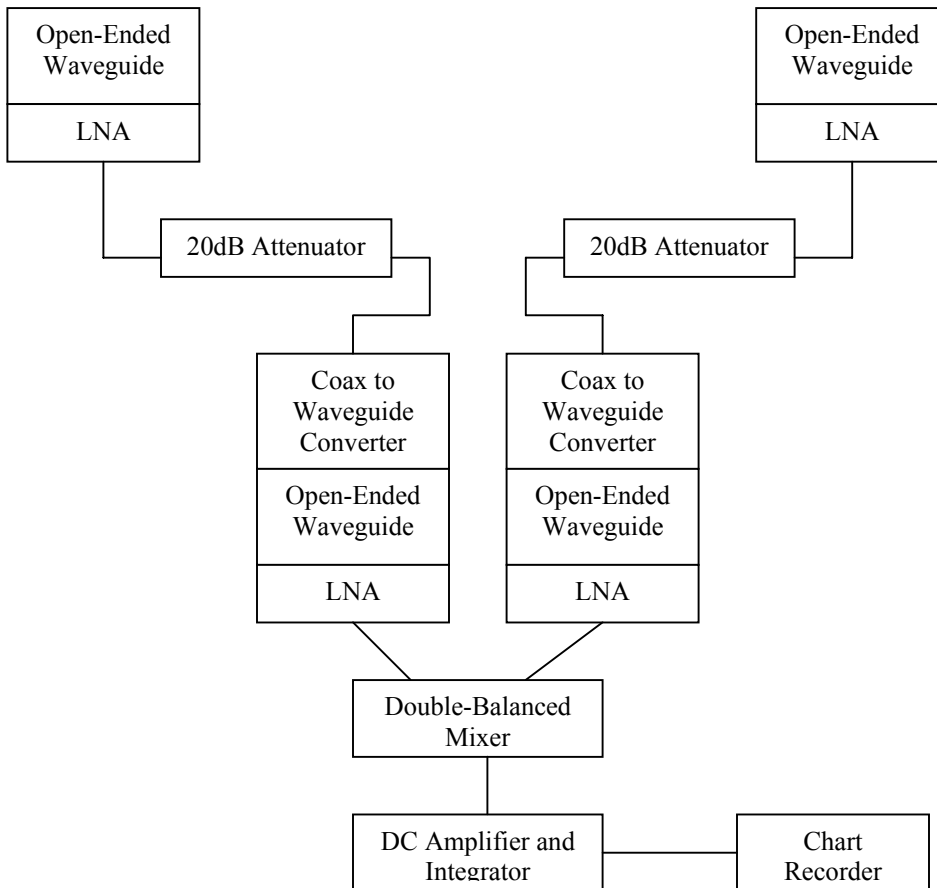 Open-Ended
Waveguide
LNA
Open-Ended
Waveguide
LNA
20dB Attenuator
20dB Attenuator
Coax to
Waveguide
Converter
Open-Ended
Waveguide
LNA
Coax to
Waveguide
Converter
Open-Ended
Waveguide
LNA
Double-Balanced
Mixer
DC Amplifier and
Integrator
Chart
Recorder